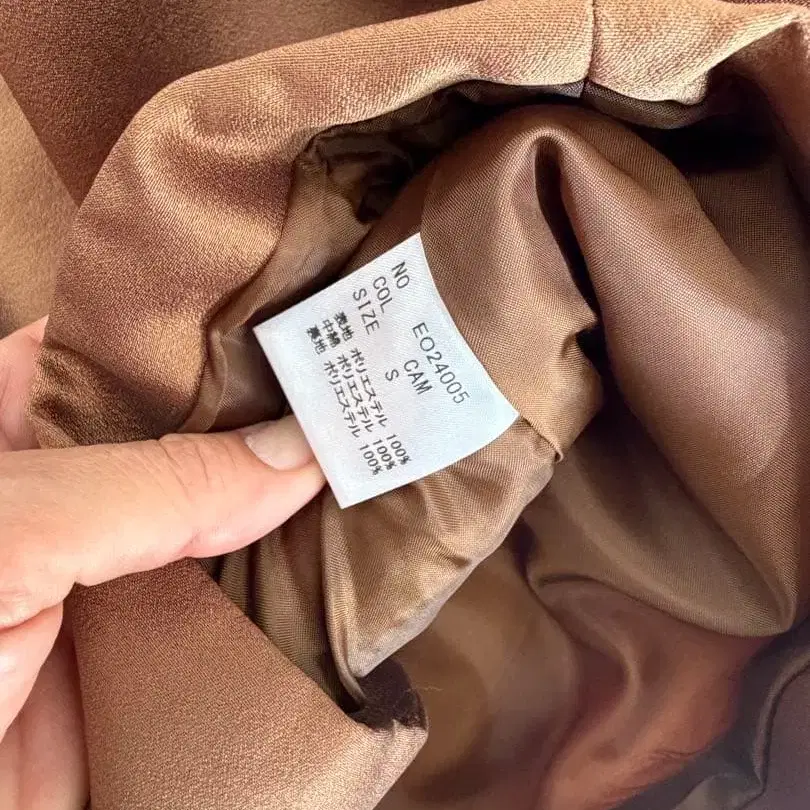 NO EO24005
COL CAM
SIZE S
表地 ポリエステル 100%
中綿 ポリエステル 100%
裏地 ポリエステル 100%